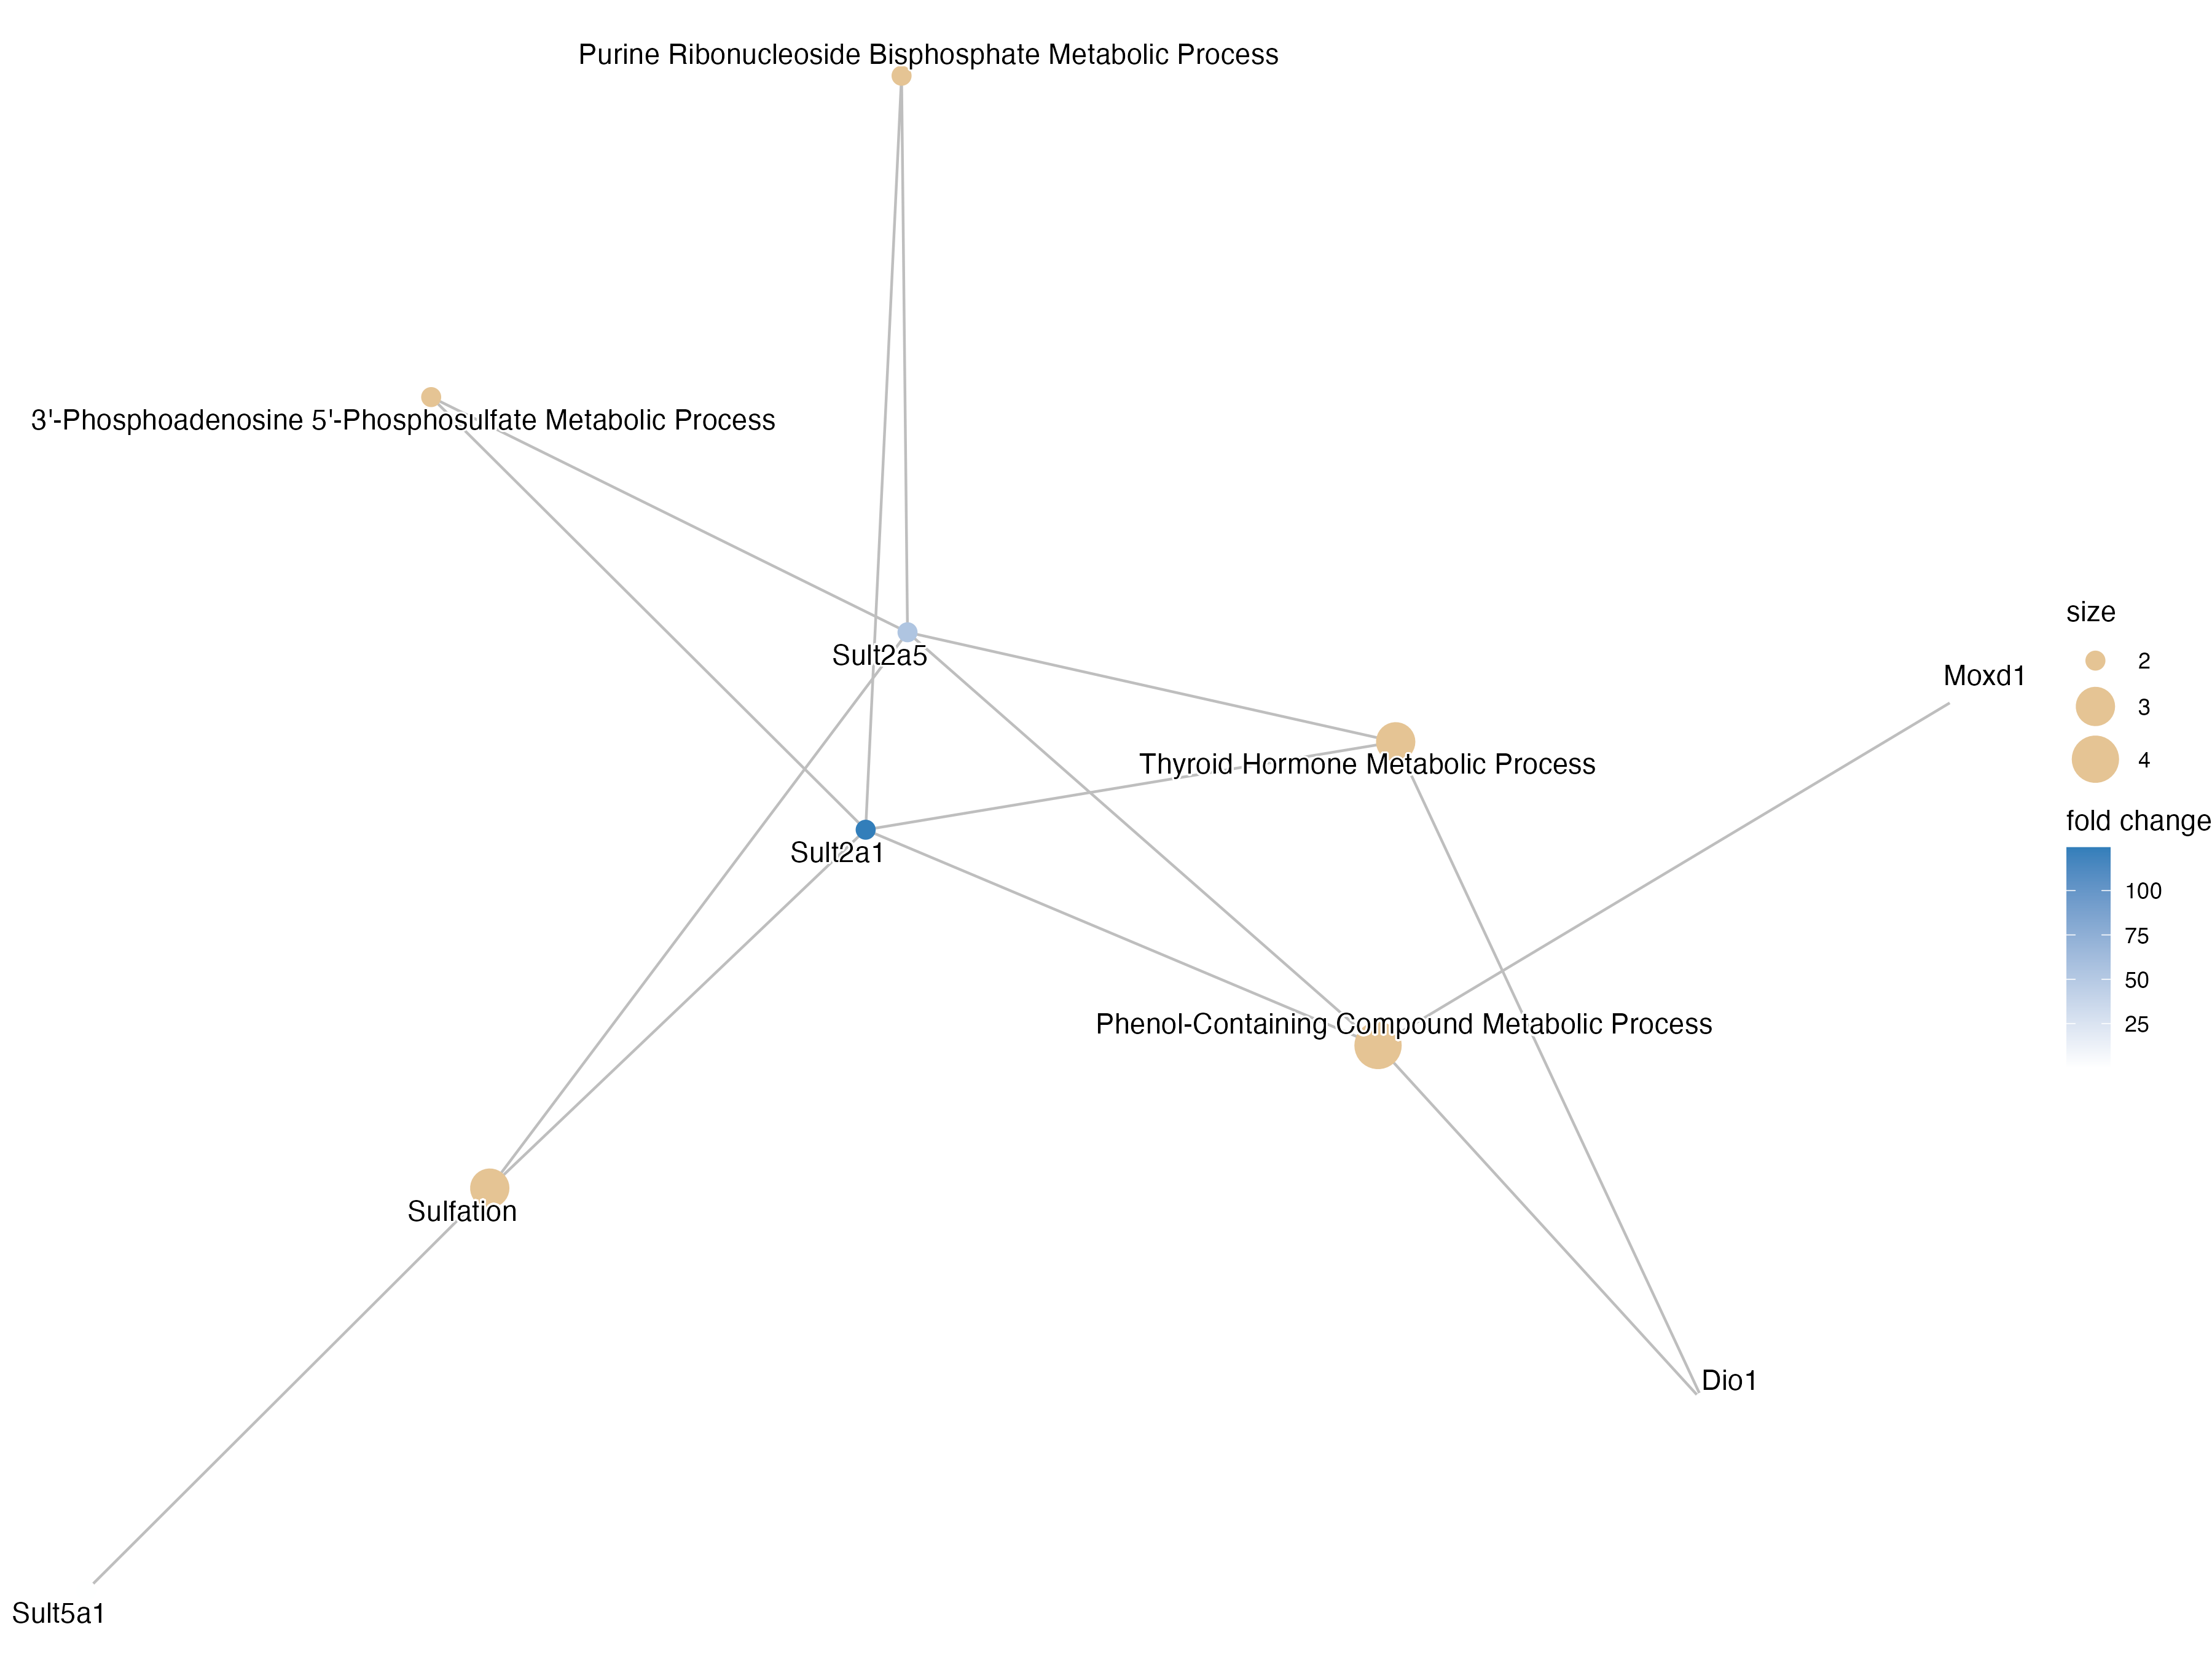 Purine Ribonucleoside Bisphosphate Metabolic Process
3'-Phosphoadenosine 5'-Phosphosulfate Metabolic Process
Sult2a5
Moxd1
Thyroid Hormone Metabolic Process
Sult2a1
Phenol-Containing Compound Metabolic Process
Sulfation
Dio1
Sult5a1
size
2
3
4
fold change
100
75
50
25